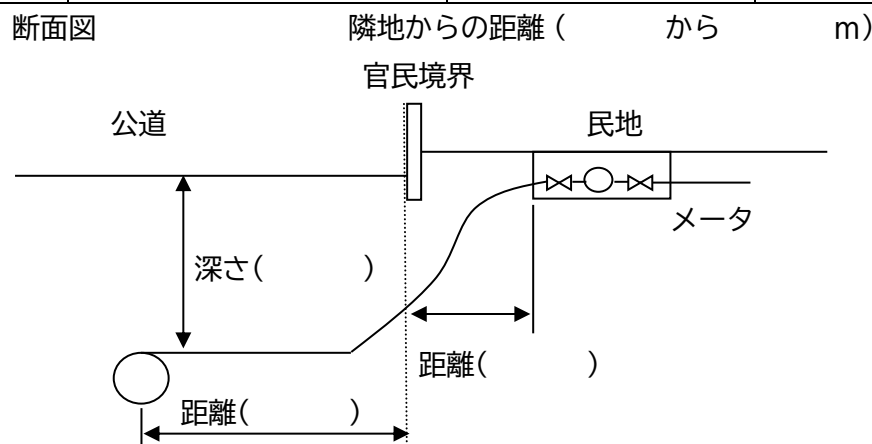 断面図 隣地からの距離 ( から m)
官民境界
公道 民地
メータ
深さ( )
距離( )
距離( )